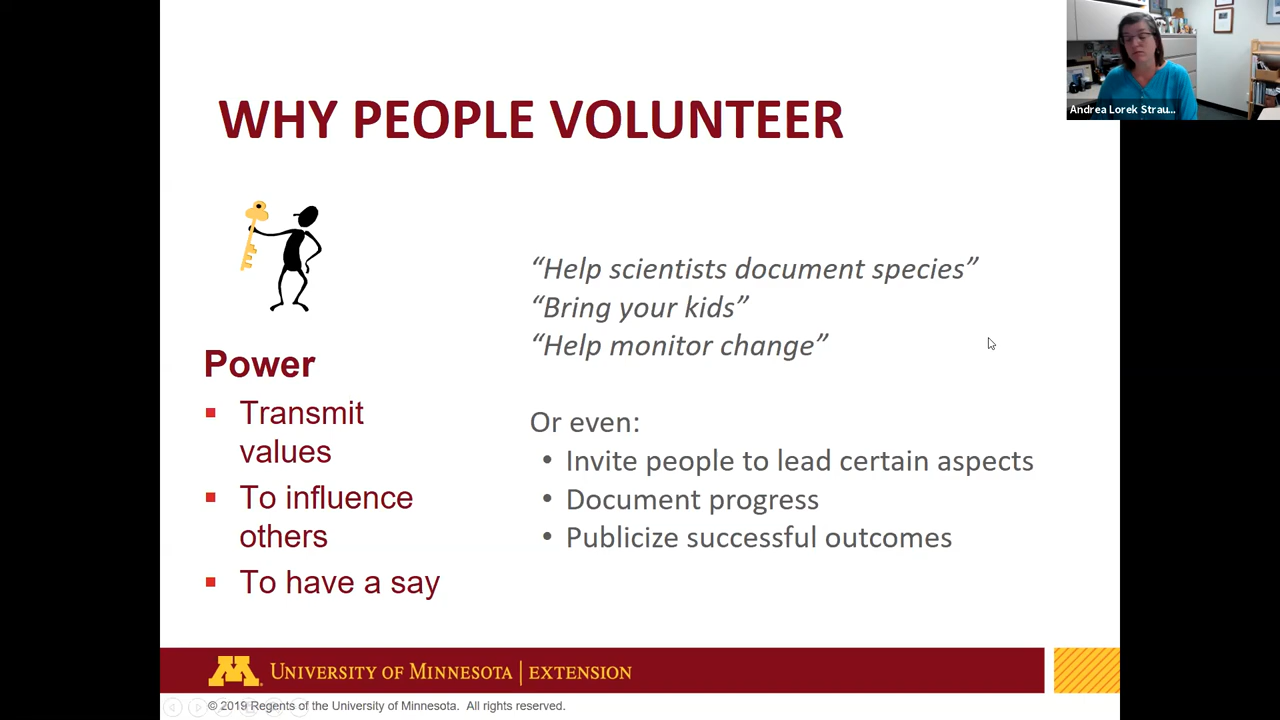 WHY PEOPLE VOLUNTEER
Andrea Lorek Strau...
Power
▪ Transmit
values
▪ To influence
others
▪ To have a say
“Help scientists document species”
“Bring your kids”
“Help monitor change”
Or even:
• Invite people to lead certain aspects
• Document progress
• Publicize successful outcomes
M UNIVERSITY OF MINNESOTA | EXTENSION
© 2019 Regents of the University of Minnesota. All rights reserved.